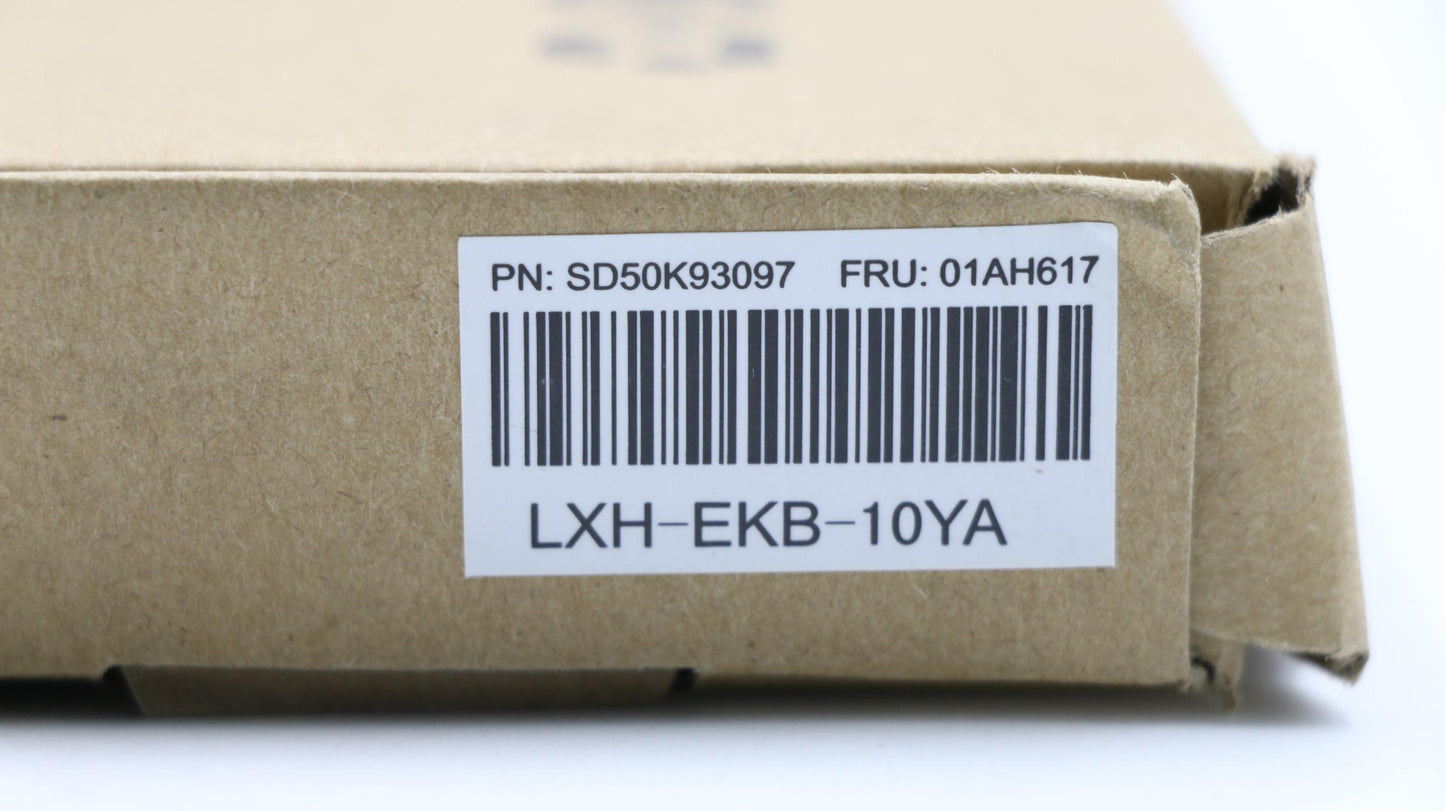 PN: SD50K93097 FRU: 01AH617
LXH-EKB-10YA